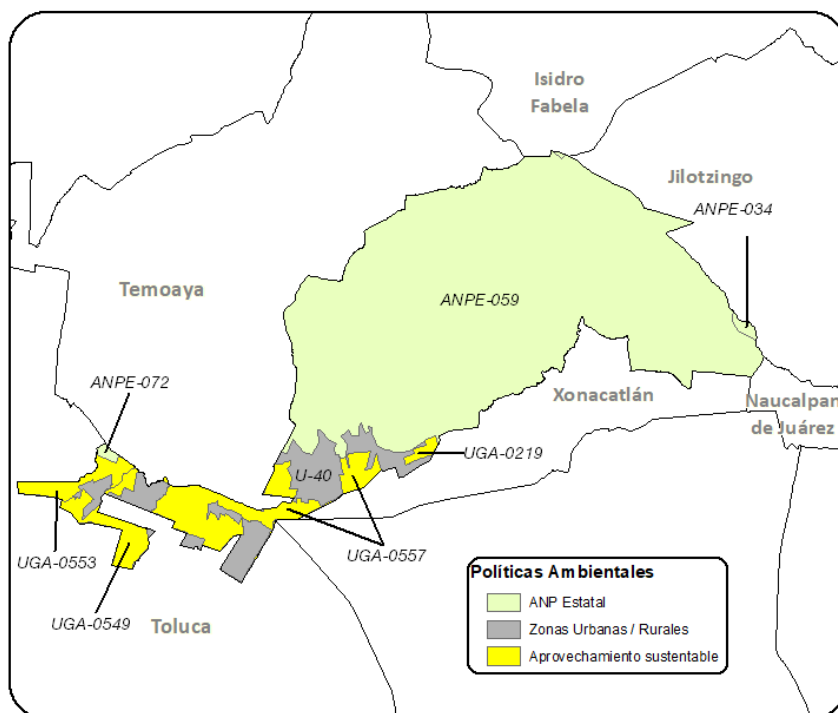 Isidro
Fabela
Jilotzingo
ANPE-034
Temoaya
ANPE-059
ANPE-072
Xonacatlán
Naucalpan
de Juárez
UGA-0219
U-40
UGA-0553
UGA-0557
UGA-0549
Toluca
Políticas Ambientales
ANP Estatal
Zonas Urbanas / Rurales
Aprovechamiento sustentable